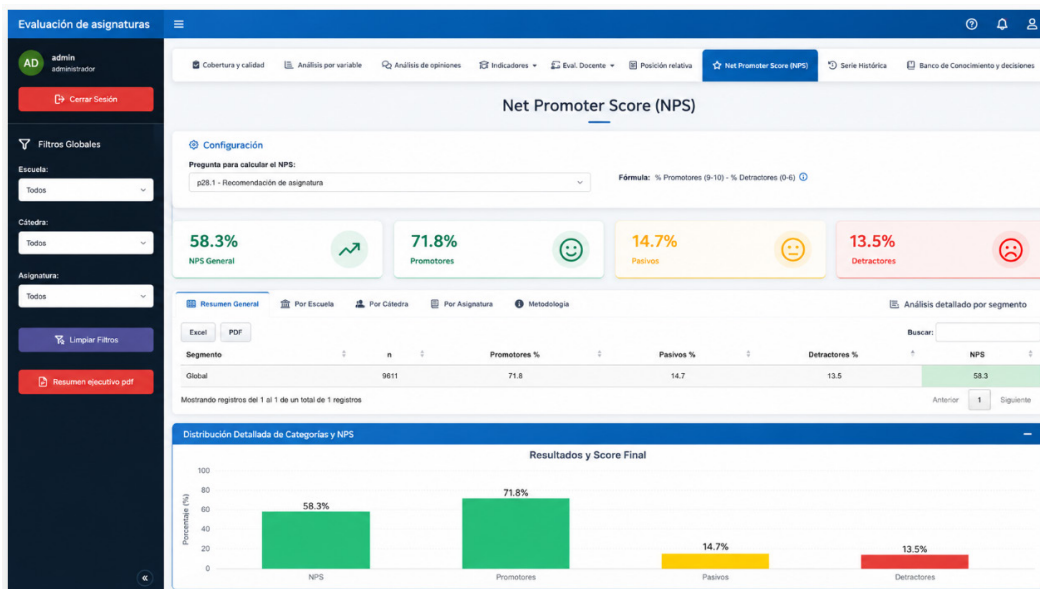 Evaluación de asignaturas
AD
admin
administrador
Cerrar Sesión
Filtros Globales
Escuela:
Todos
Cátedra:
Todos
Asignatura:
Todos
Limpiar Filtros
Resumen ejecutivo pdf
Cobertura y calidad
Análisis por variable
Análisis de opiniones
Indicadores
Eval. Docente
Posición relativa
Net Promoter Score (NPS)
Serie Histórica
Banco de Conocimiento y decisiones
Net Promoter Score (NPS)
Configuración
Pregunta para calcular el NPS:
p28.1 - Recomendación de asignatura
Fórmula: % Promotores (9-10) - % Detractores (0-6)
58.3%
NPS General
71.8%
Promotores
14.7%
Pasivos
13.5%
Detractores
Resumen General
Por Escuela
Por Cátedra
Por Asignatura
Metodología
Análisis detallado por segmento
Excel
PDF
Buscar:
Segmento n Promotores % Pasivos % Detractores % NPS
Global 9611 71.8 14.7 13.5 58.3
Mostrando registros del 1 al 1 de un total de 1 registros
Anterior 1 Siguiente
Distribución Detallada de Categorías y NPS
Resultados y Score Final
Porcentaje (%)
100
80
60
40
20
0
58.3%
71.8%
14.7%
13.5%
NPS
Promotores
Pasivos
Detractores